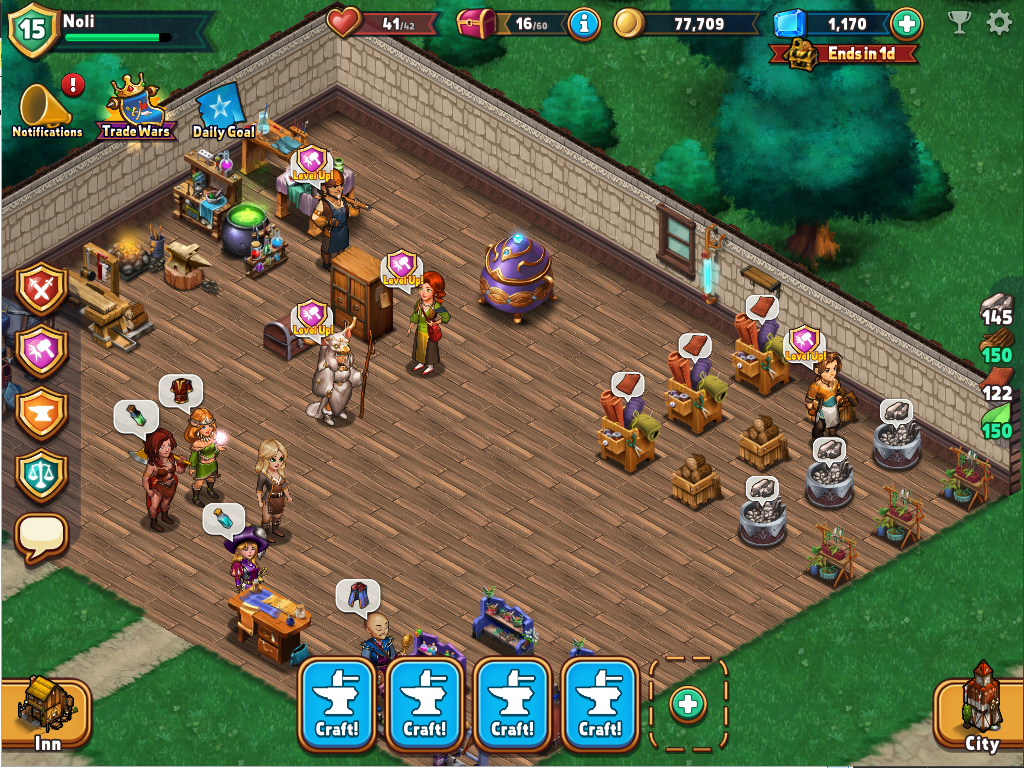 15
Noli
41/42
16/60
i
77,709
1,170
Ends in 1d
!
Notifications
Trade Wars
Daily Goal
Level Up!
Level Up!
Level Up!
Level Up!
145
150
122
150
Craft!
Craft!
Craft!
Craft!
Inn
City